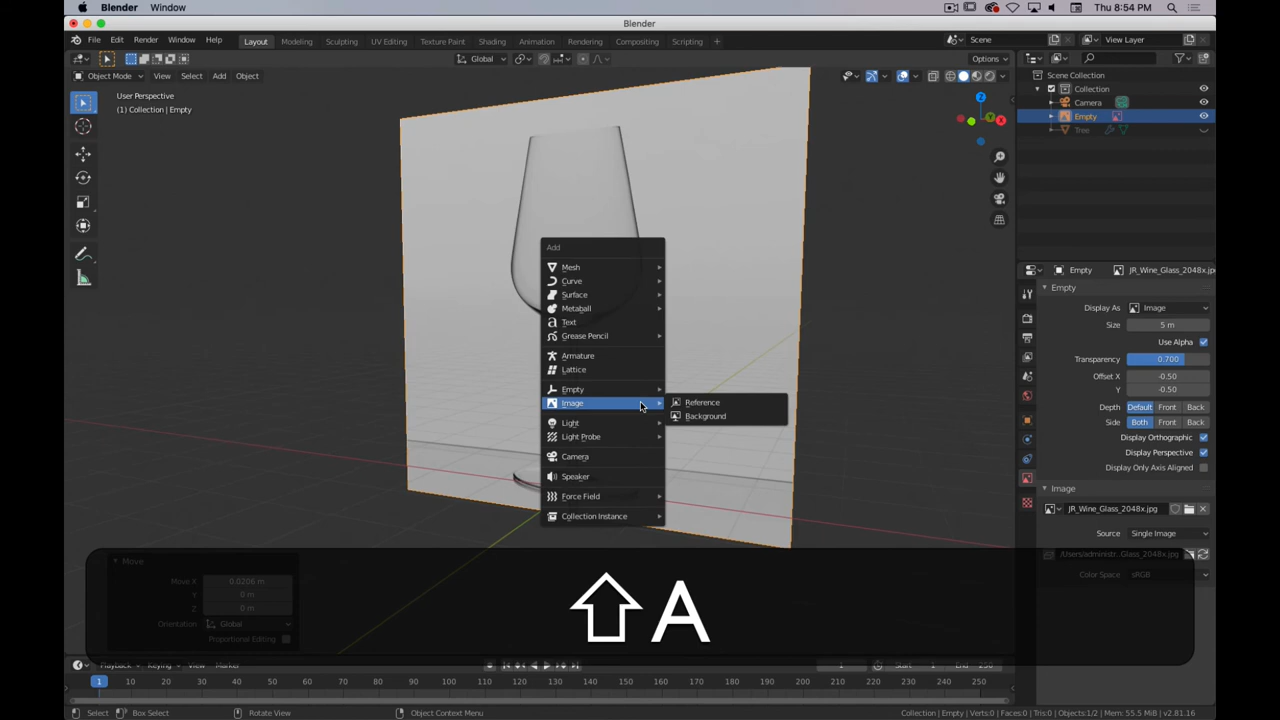 Blender Window
Thu 8:54 PM
Blender
File Edit Render Window Help
Layout Modeling Sculpting UV Editing Texture Paint Shading Animation Rendering Compositing Scripting +
Scene
View Layer
Global
Options
Object Mode View Select Add Object
User Perspective
(1) Collection | Empty
Z
Y
X
Scene Collection
Collection
Camera
Empty
Tree
Add
Mesh
Curve
Surface
Metaball
Text
Grease Pencil
Armature
Lattice
Empty
Image
Light
Light Probe
Camera
Speaker
Force Field
Collection Instance
Reference
Background
Empty
JR_Wine_Glass_2048x.jp
Empty
Display As Image
Size 5 m
Use Alpha
Transparency 0.700
Offset X -0.50
Y -0.50
Depth Default Front Back
Side Both Front Back
Display Orthographic
Display Perspective
Display Only Axis Aligned
Image
JR_Wine_Glass_2048x.jpg
Source Single Image
/Users/administr..Glass_2048x.jpg
Color Space sRGB
Move
Move X 0.0206 m
Y 0 m
Z 0 m
Orientation Global
Proportional Editing
⇧ A
Playback Keying View Marker
1
Start 1
End 250
1 10 20 30 40 50 60 70 80 90 100 110 120 130 140 150 160 170 180 190 200 210 220 230 240 250
Select Box Select Rotate View Object Context Menu
Collection | Empty | Verts:0 | Faces:0 | Tris:0 | Objects:1/2 | Mem: 55.5 MiB | v2.81.16